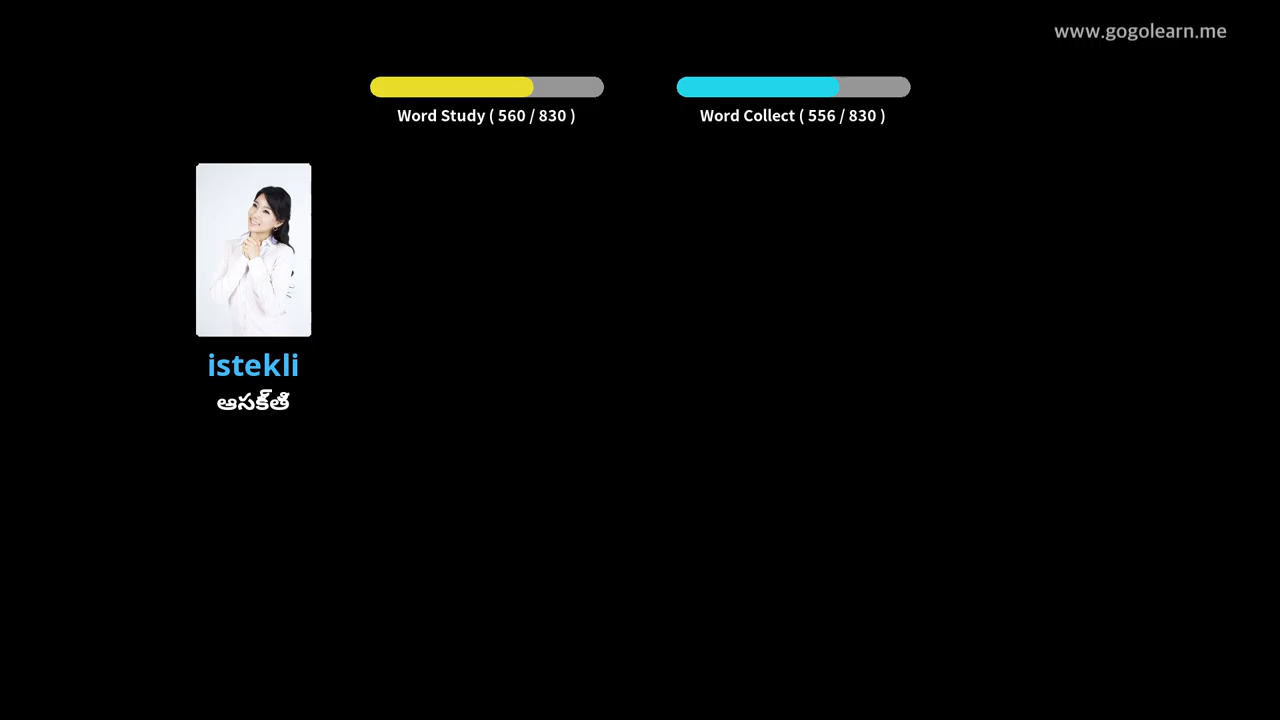 www.gogolearn.me
Word Study ( 560 / 830 )
Word Collect ( 556 / 830 )
istekli
ఆసక్తి